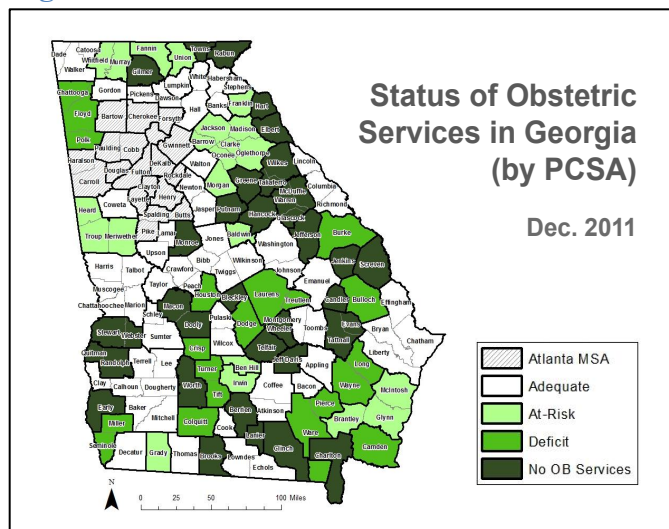 Status of Obstetric
Services in Georgia
(by PCSA)
Dec. 2011
Dade
Catoosa
Walker
Whitfield
Murray
Fannin
Gilmer
Union
Towns
Rabun
White
Habersham
Stephens
Lumpkin
Chattooga
Gordon
Pickens
Dawson
Hall
Banks
Franklin
Hart
Floyd
Bartow
Cherokee
Forsyth
Jackson
Madison
Elbert
Polk
Paulding
Cobb
Gwinnett
Barrow
Clarke
Oconee
Oglethorpe
Wilkes
Lincoln
Haralson
Douglas
Fulton
DeKalb
Rockdale
Walton
Morgan
Greene
Taliaferro
McDuffie
Columbia
Carroll
Clayton
Fayette
Henry
Newton
Warren
Richmond
Heard
Coweta
Spalding
Butts
Jasper
Putnam
Hancock
Glascock
Troup
Meriwether
Pike
Lamar
Monroe
Jones
Baldwin
Washington
Jefferson
Burke
Upson
Harris
Talbot
Crawford
Bibb
Twiggs
Wilkinson
Johnson
Emanuel
Jenkins
Screven
Muscogee
Taylor
Peach
Houston
Bleckley
Laurens
Treutlen
Candler
Bulloch
Effingham
Chattahoochee
Marion
Schley
Macon
Dooly
Pulaski
Dodge
Montgomery
Wheeler
Toombs
Evans
Tattnall
Bryan
Chatham
Stewart
Webster
Sumter
Crisp
Wilcox
Telfair
Jeff Davis
Appling
Long
Liberty
Quitman
Randolph
Terrell
Lee
Turner
Ben Hill
Irwin
Coffee
Bacon
Wayne
McIntosh
Clay
Calhoun
Dougherty
Worth
Tift
Pierce
Glynn
Early
Baker
Mitchell
Colquitt
Berrien
Atkinson
Ware
Brantley
Miller
Cook
Lanier
Clinch
Seminole
Decatur
Grady
Thomas
Brooks
Lowndes
Echols
Charlton
Camden
Atlanta MSA
Adequate
At-Risk
Deficit
No OB Services
N
0 25 50 100 Miles